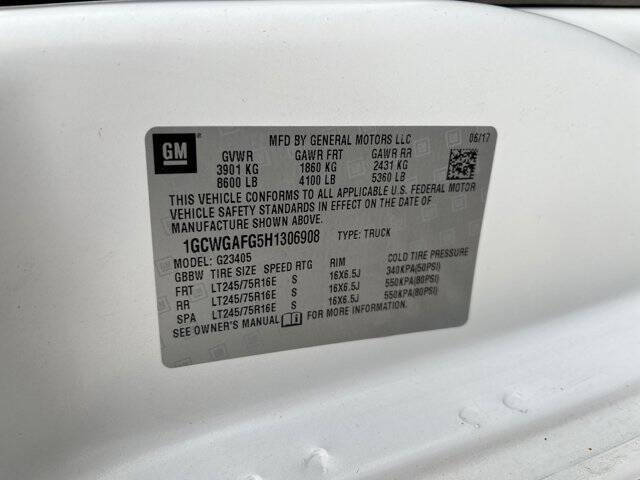 GM
MFD BY GENERAL MOTORS LLC 06/17
GVWR GAWR FRT GAWR RR
3901 KG 1860 KG 2431 KG
8600 LB 4100 LB 5360 LB
THIS VEHICLE CONFORMS TO ALL APPLICABLE U.S. FEDERAL MOTOR
VEHICLE SAFETY STANDARDS IN EFFECT ON THE DATE OF
MANUFACTURE SHOWN ABOVE.
1GCWGAFG5H1306908 TYPE: TRUCK
MODEL: G23405
GBBW TIRE SIZE SPEED RTG RIM COLD TIRE PRESSURE
FRT LT245/75R16E S 16X6.5J 340KPA(50PSI)
RR LT245/75R16E S 16X6.5J 550KPA(80PSI)
SPA LT245/75R16E S 16X6.5J 550KPA(80PSI)
SEE OWNER'S MANUAL FOR MORE INFORMATION.